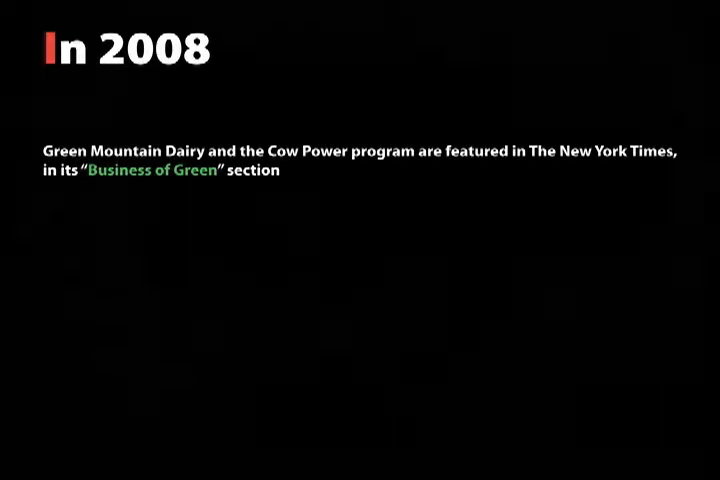 In 2008
Green Mountain Dairy and the Cow Power program are featured in The New York Times,
in its “Business of Green” section